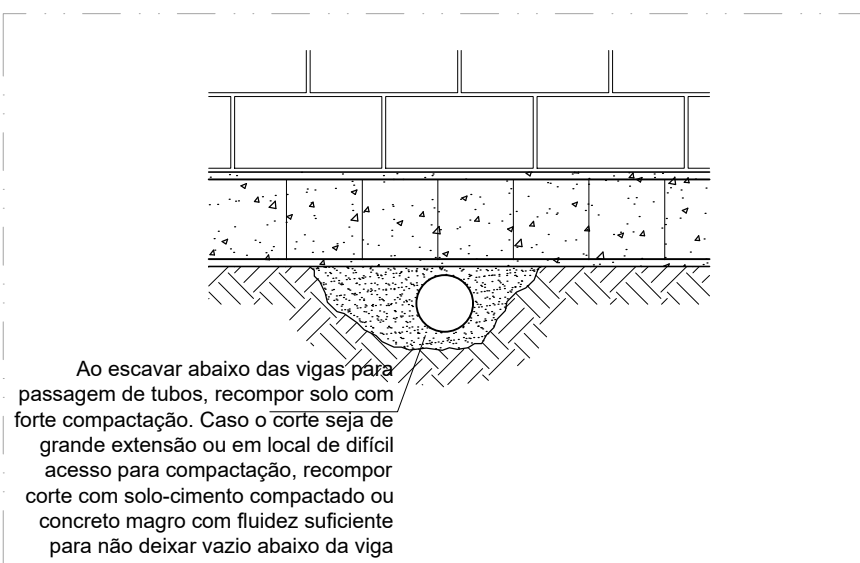 Ao escavar abaixo das vigas para
passagem de tubos, recompor solo com
forte compactação. Caso o corte seja de
grande extensão ou em local de difícil
acesso para compactação, recompor
corte com solo-cimento compactado ou
concreto magro com fluidez suficiente
para não deixar vazio abaixo da viga